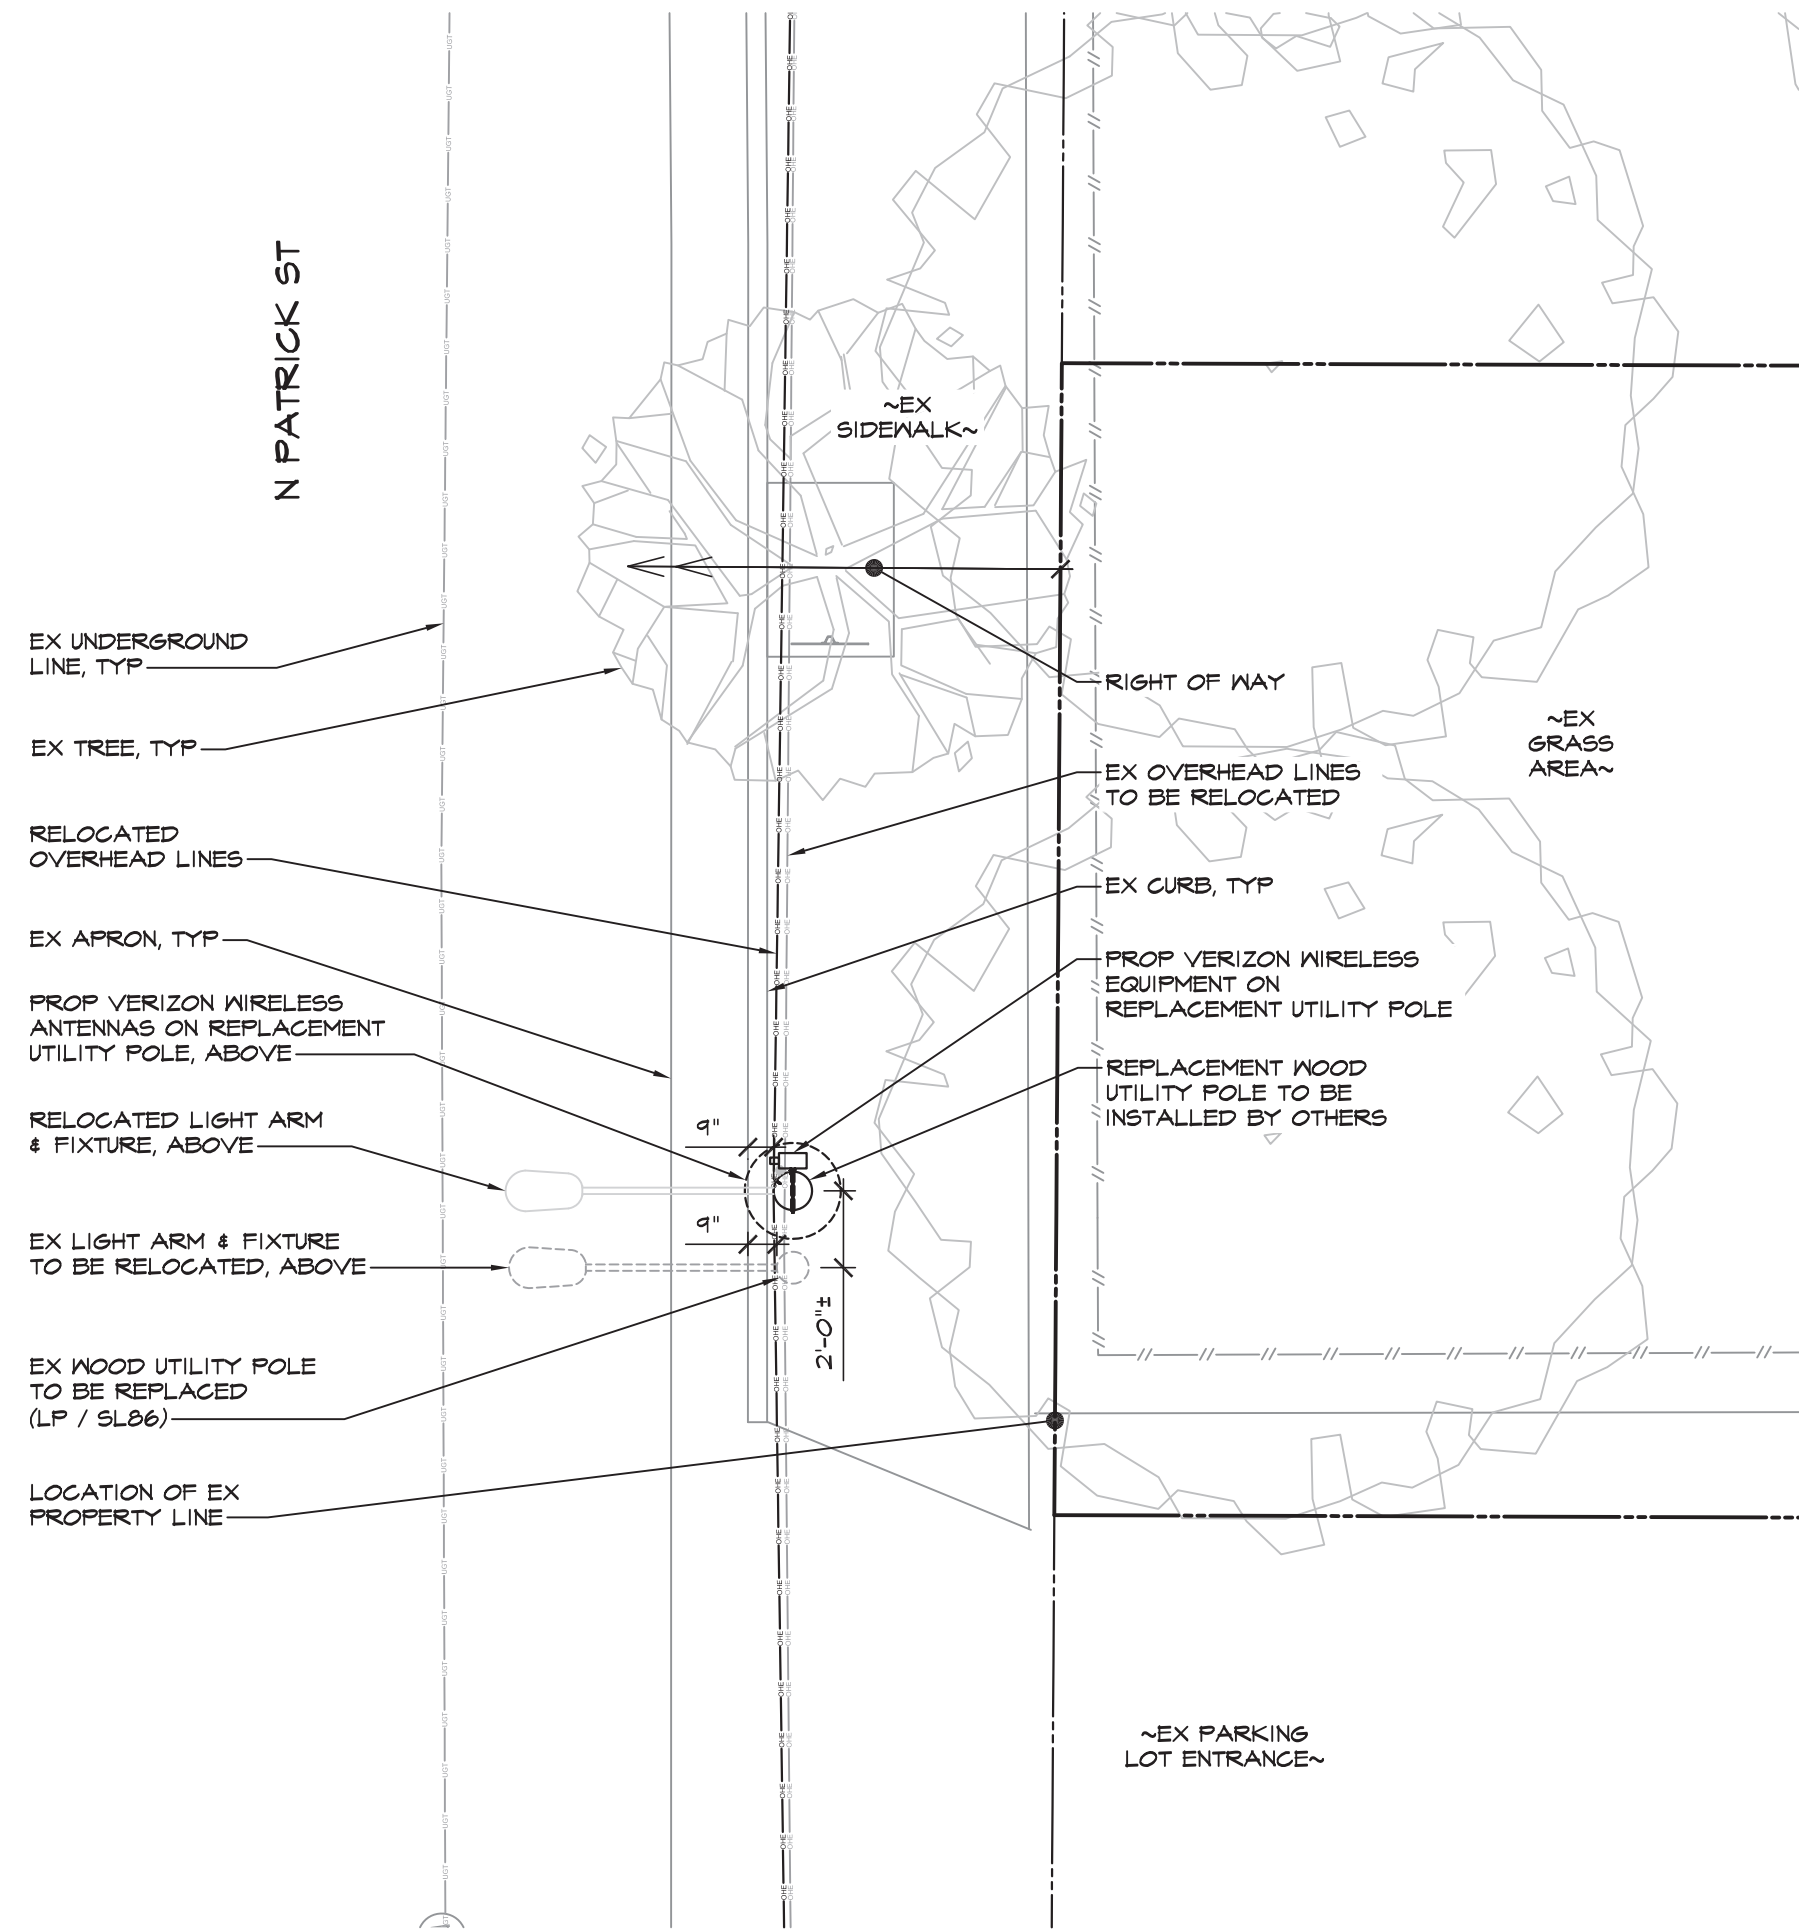 N PATRICK ST
~EX
SIDEWALK~
EX UNDERGROUND
LINE, TYP
EX TREE, TYP
RELOCATED
OVERHEAD LINES
EX APRON, TYP
PROP VERIZON WIRELESS
ANTENNAS ON REPLACEMENT
UTILITY POLE, ABOVE
RELOCATED LIGHT ARM
& FIXTURE, ABOVE
EX LIGHT ARM & FIXTURE
TO BE RELOCATED, ABOVE
EX WOOD UTILITY POLE
TO BE REPLACED
(LP / SL86)
LOCATION OF EX
PROPERTY LINE
9"
9"
2'-0"±
RIGHT OF WAY
~EX
GRASS
AREA~
EX OVERHEAD LINES
TO BE RELOCATED
EX CURB, TYP
PROP VERIZON WIRELESS
EQUIPMENT ON
REPLACEMENT UTILITY POLE
REPLACEMENT WOOD
UTILITY POLE TO BE
INSTALLED BY OTHERS
~EX PARKING
LOT ENTRANCE~
UGT
OHE
OHE